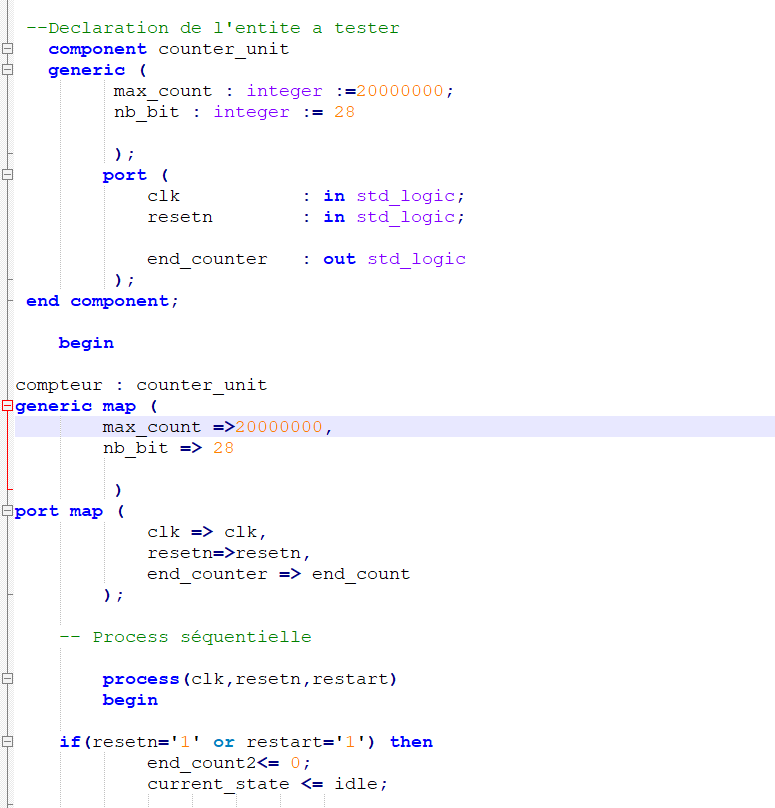 --Declaration de l'entite a tester
component counter_unit
generic (
max_count : integer :=20000000;
nb_bit : integer := 28
);
port (
clk : in std_logic;
resetn : in std_logic;
end_counter : out std_logic
);
end component;
begin
compteur : counter_unit
generic map (
max_count =>20000000,
nb_bit => 28
)
port map (
clk => clk,
resetn=>resetn,
end_counter => end_count
);
-- Process séquentielle
process(clk,resetn,restart)
begin
if(resetn='1' or restart='1') then
end_count2<= 0;
current_state <= idle;